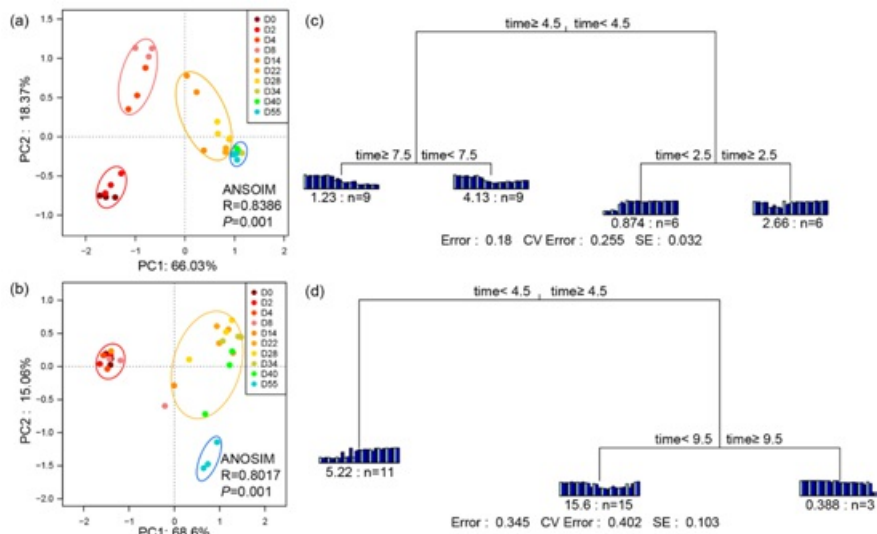 (a)
1.5
1.0
0.5
0.0
−0.5
−1.0
PC2 : 18.37%
−2
−1
0
1
2
PC1: 66.03%
D0
D2
D4
D8
D14
D22
D28
D34
D40
D55
ANSOIM
R=0.8386
P=0.001
(b)
1.0
0.5
0.0
−0.5
−1.0
−1.5
−2.0
PC2 : 15.06%
−2
−1
0
1
2
PC1: 68.6%
D0
D2
D4
D8
D14
D22
D28
D34
D40
D55
ANOSIM
R=0.8017
P=0.001
(c)
time≥ 4.5 time< 4.5
time≥ 7.5 time< 7.5
time< 2.5 time≥ 2.5
1.23 : n=9
4.13 : n=9
0.874 : n=6
2.66 : n=6
Error : 0.18 CV Error : 0.255 SE : 0.032
(d)
time< 4.5 time≥ 4.5
time< 9.5 time≥ 9.5
5.22 : n=11
15.6 : n=15
0.388 : n=3
Error : 0.345 CV Error : 0.402 SE : 0.103